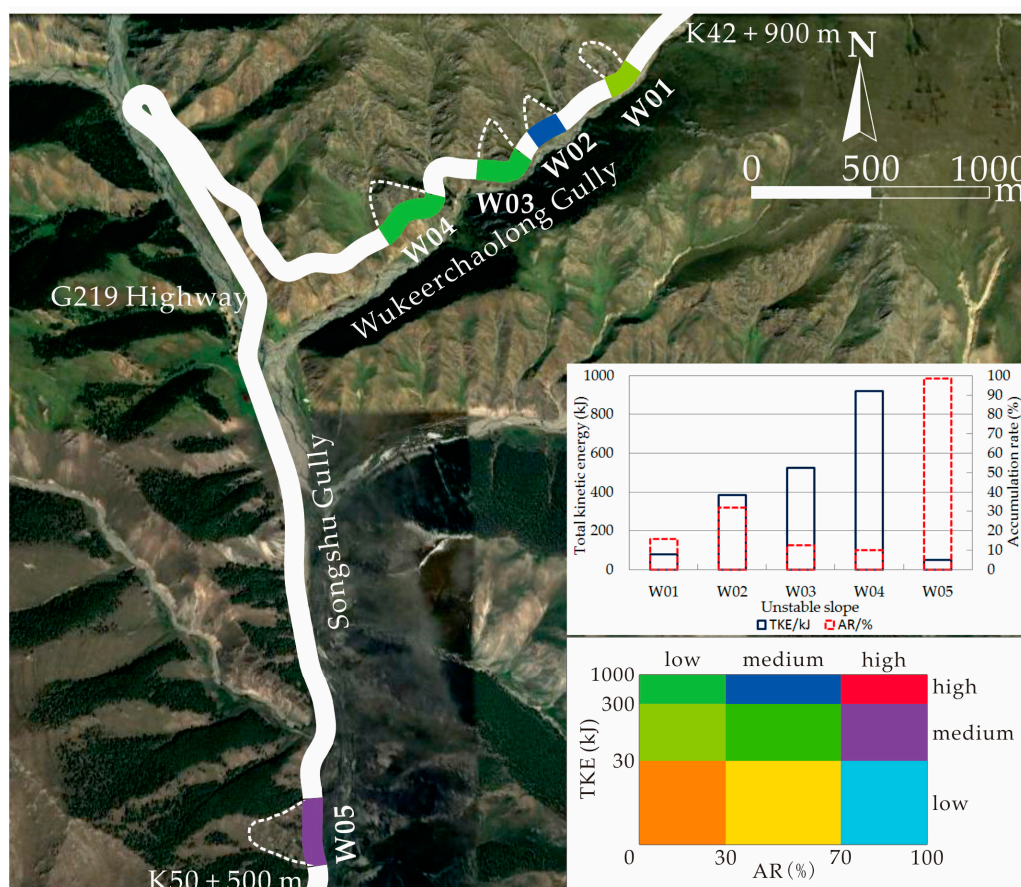 K42 + 900 m
N
W01
W02
W03
W04
Wukeerchaolong Gully
0 500 1000
m
G219 Highway
Songshu Gully
W05
K50 + 500 m
Total kinetic energy (kJ)
1000
800
600
400
200
0
100
90
80
70
60
50
40
30
20
10
0
Accumulation rate (%)
W01 W02 W03 W04 W05
Unstable slope
TKE/kJ AR/%
low medium high
1000
300
30
TKE (kJ)
high
medium
low
0 30 70 100
AR (%)